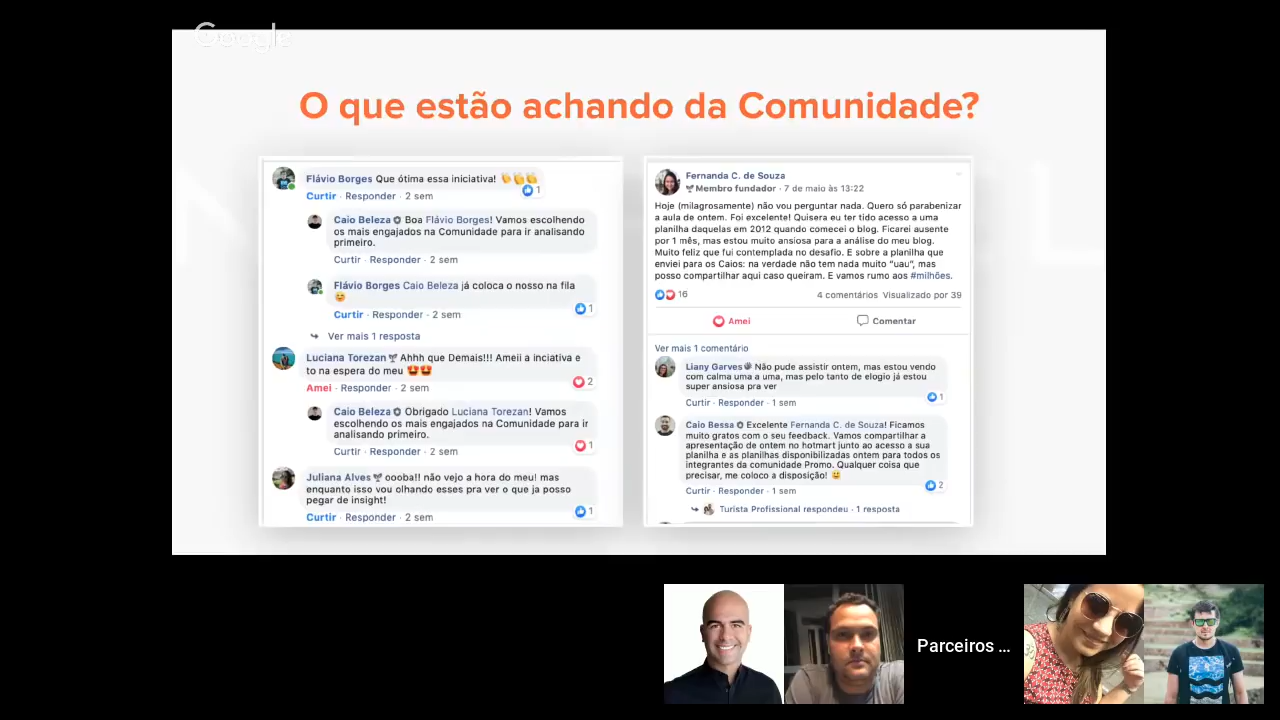 Google
O que estão achando da Comunidade?
Flávio Borges Que ótima essa iniciativa! 👏👏👏
1
Curtir · Responder · 2 sem
Caio Beleza Boa Flávio Borges! Vamos escolhendo
os mais engajados na Comunidade para ir analisando
primeiro.
Curtir · Responder · 2 sem
Flávio Borges Caio Beleza já coloca o nosso na fila
😊
1
Curtir · Responder · 2 sem
Ver mais 1 resposta
Luciana Torezan Ahhh que Demais!!! Ameii a inciativa e
to na espera do meu 🤩🤩
2
Amei · Responder · 2 sem
Caio Beleza Obrigado Luciana Torezan! Vamos
escolhendo os mais engajados na Comunidade para ir
analisando primeiro.
1
Curtir · Responder · 2 sem
Juliana Alves oooba!! não vejo a hora do meu! mas
enquanto isso vou olhando esses pra ver o que ja posso
pegar de insight!
1
Curtir · Responder · 2 sem
Fernanda C. de Souza
Membro fundador · 7 de maio às 13:22
Hoje (milagrosamente) não vou perguntar nada. Quero só parabenizar
a aula de ontem. Foi excelente! Quisera eu ter tido acesso a uma
planilha daquelas em 2012 quando comecei o blog. Ficarei ausente
por 1 mês, mas estou muito ansiosa para a análise do meu blog.
Muito feliz que fui contemplada no desafio. E sobre a planilha que
enviei para os Caios: na verdade não tem nada muito “uau”, mas
posso compartilhar aqui caso queiram. E vamos rumo aos #milhões.
16
4 comentários Visualizado por 39
Amei
Comentar
Ver mais 1 comentário
Liany Garves Não pude assistir ontem, mas estou vendo
com calma uma a uma, mas pelo tanto de elogio já estou
super ansiosa pra ver
1
Curtir · Responder · 1 sem
Caio Bessa Excelente Fernanda C. de Souza! Ficamos
muito gratos com o seu feedback. Vamos compartilhar a
apresentação de ontem no hotmart junto ao acesso a sua
planilha e as planilhas disponibilizadas ontem para todos os
integrantes da comunidade Promo. Qualquer coisa que
precisar, me coloco a disposição! 😀
2
Curtir · Responder · 1 sem
Turista Profissional respondeu · 1 resposta
Parceiros ...